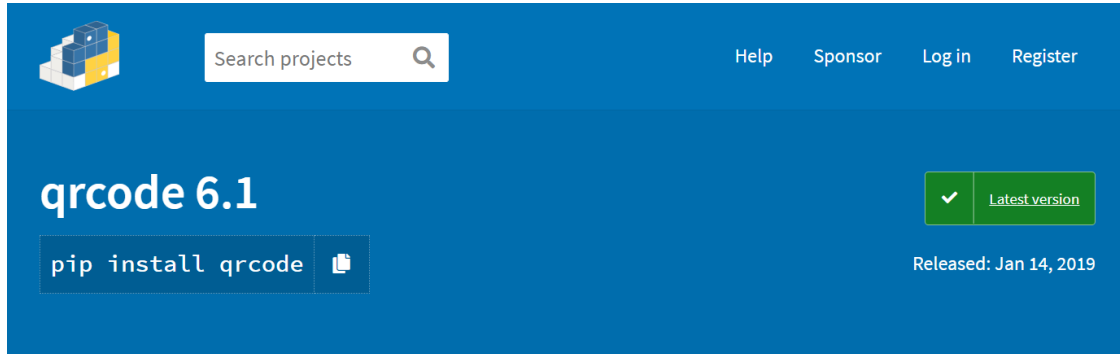 Search projects
Help Sponsor Log in Register
qrcode 6.1
Latest version
pip install qrcode
Released: Jan 14, 2019